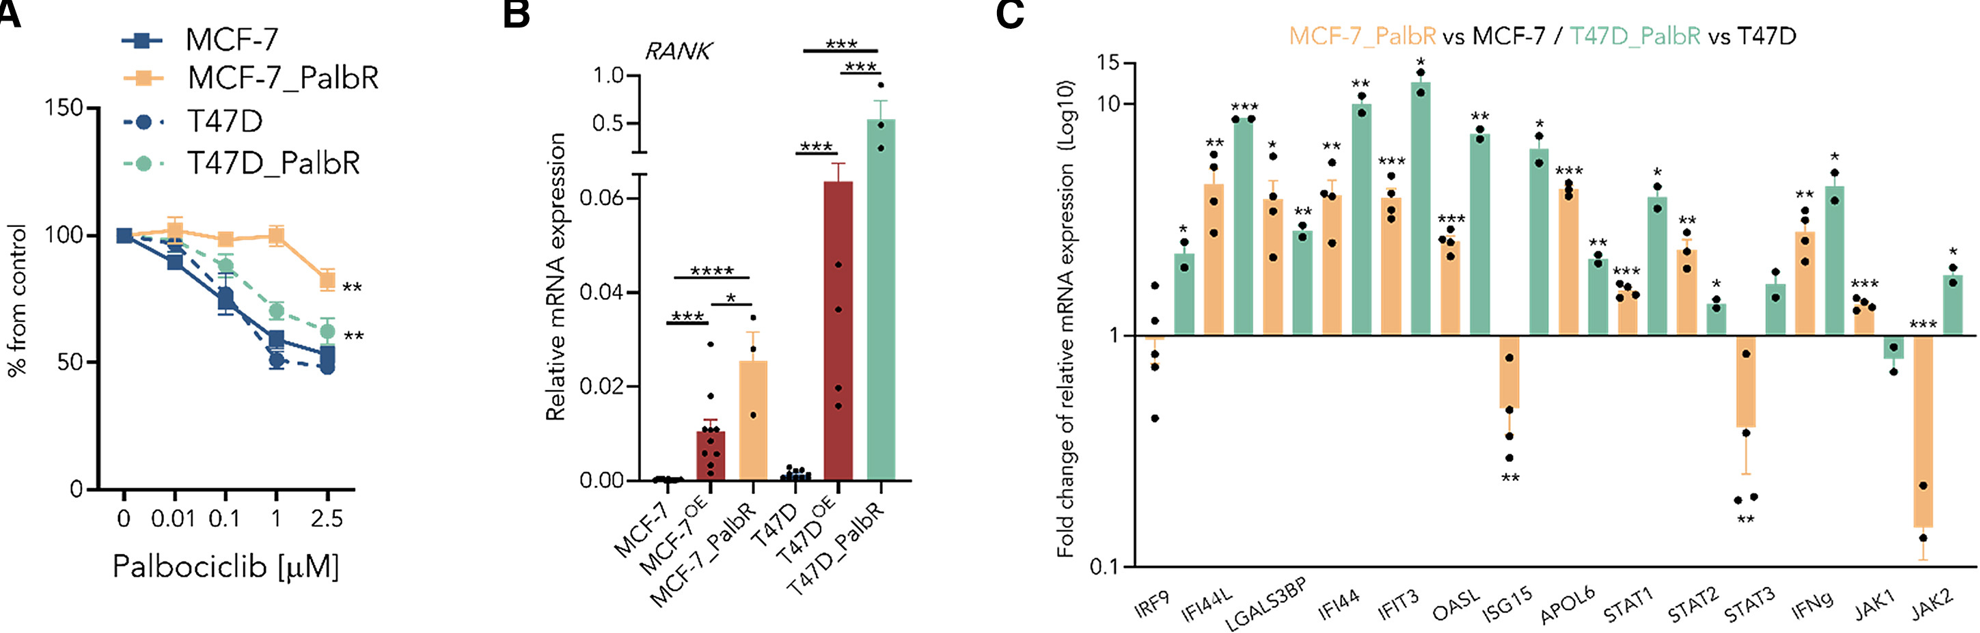 A
MCF-7
MCF-7_PalbR
T47D
T47D_PalbR
% from control
150
100
50
0
**
**
0 0.01 0.1 1 2.5
Palbociclib [μM]
B
RANK
Relative mRNA expression
1.0
0.5
0.06
0.04
0.02
0.00
***
***
***
****
*
***
MCF-7
MCF-7OE
MCF-7_PalbR
T47D
T47DOE
T47D_PalbR
C
MCF-7_PalbR vs MCF-7 / T47D_PalbR vs T47D
Fold change of relative mRNA expression (Log10)
15
10
1
0.1
* ** *** * ** ** ** *** * *** ** ** * *** ** *** * ** * ** ** * *** *** *
IRF9 IFI44L LGALS3BP IFI44 IFIT3 OASL ISG15 APOL6 STAT1 STAT2 STAT3 IFNg JAK1 JAK2